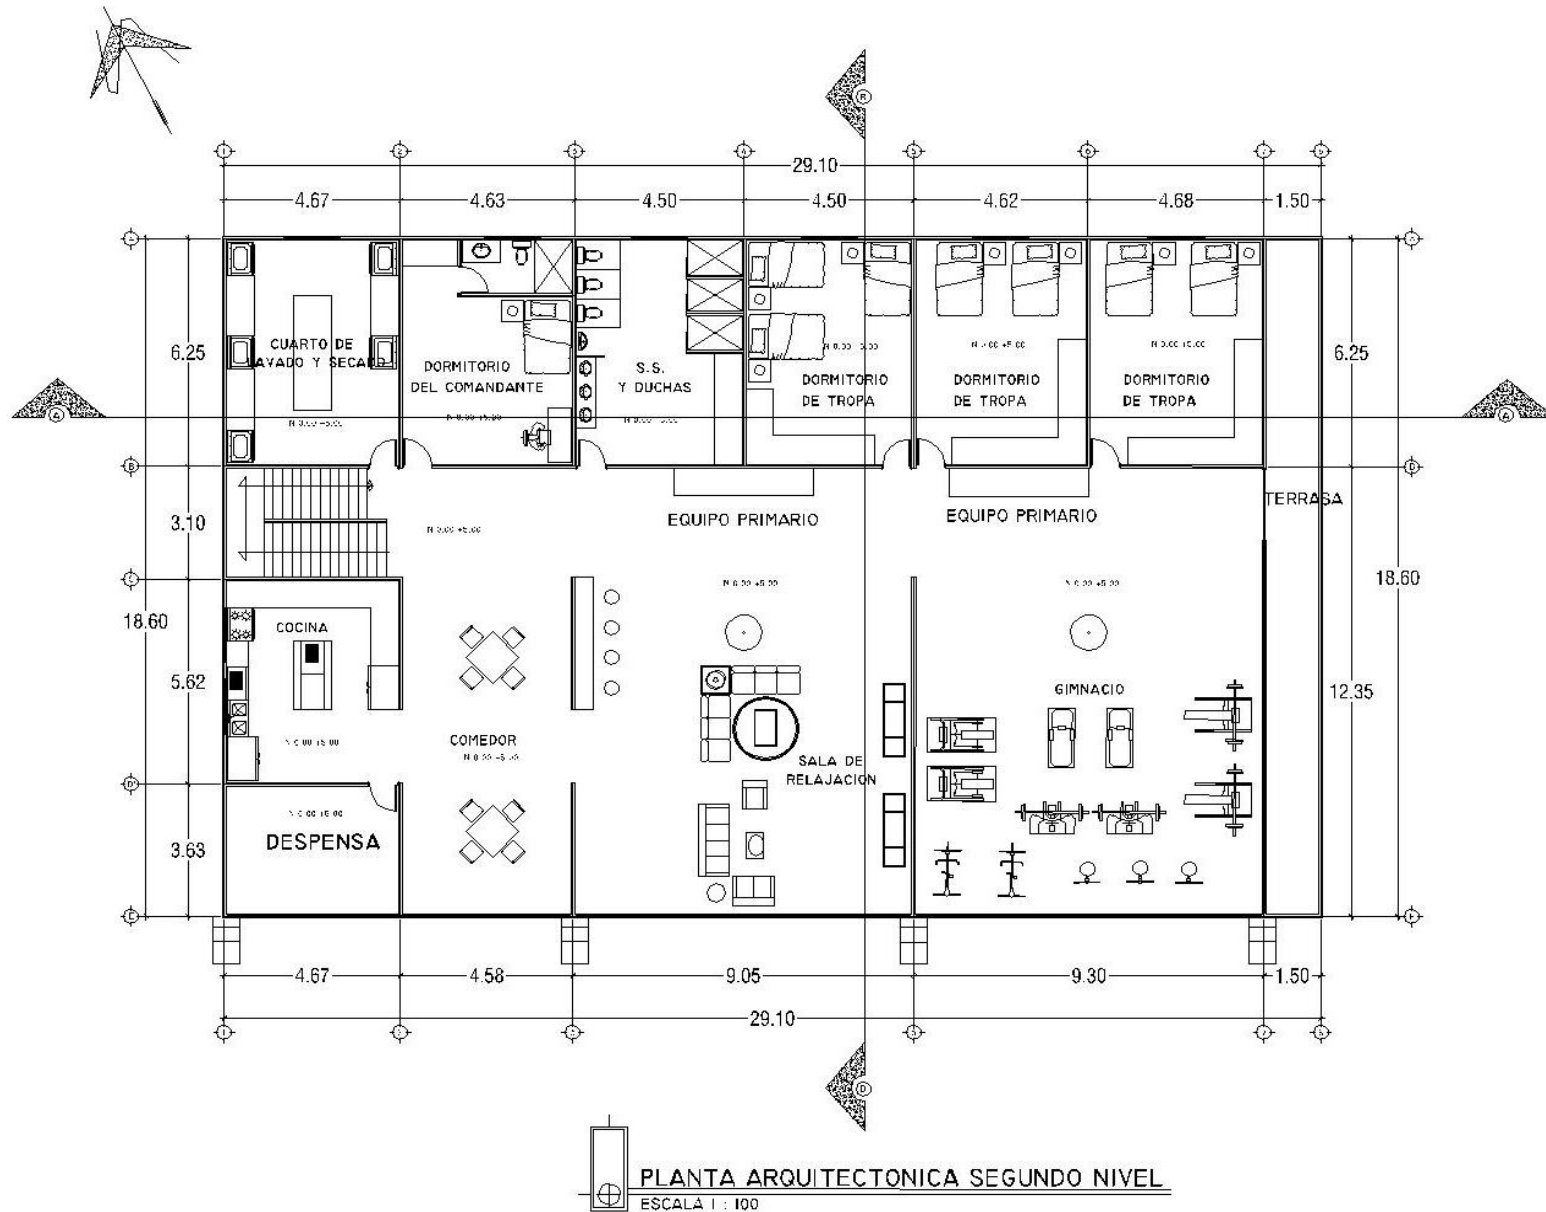 29.10
4.67 4.63 4.50 4.50 4.62 4.68 1.50
6.25
3.10
18.60
5.62
3.63
6.25
18.60
12.35
CUARTO DE
LAVADO Y SECADO
DORMITORIO
DEL COMANDANTE
S.S.
Y DUCHAS
DORMITORIO
DE TROPA
DORMITORIO
DE TROPA
DORMITORIO
DE TROPA
TERRASA
EQUIPO PRIMARIO
EQUIPO PRIMARIO
COCINA
COMEDOR
GIMNACIO
SALA DE
RELAJACION
DESPENSA
4.67 4.58 9.05 9.30 1.50
29.10
PLANTA ARQUITECTONICA SEGUNDO NIVEL
ESCALA 1 : 100